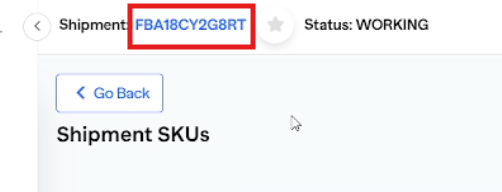 Shipment: FBA18CY2G8RT Status: WORKING
Go Back
Shipment SKUs